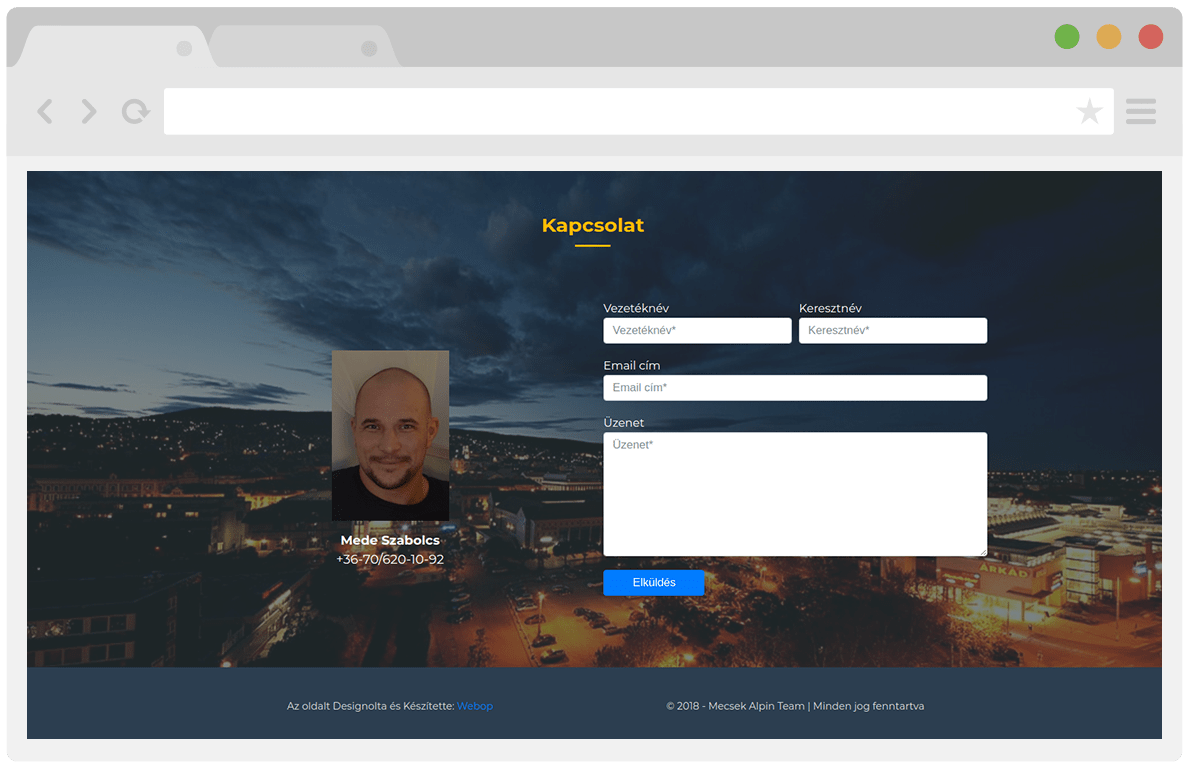 Kapcsolat
Vezetéknév Keresztnév
Vezetéknév* Keresztnév*
Email cím
Email cím*
Üzenet
Üzenet*
Mede Szabolcs
+36-70/620-10-92
Elküldés
ÁRKÁD
Az oldalt Designolta és Készítette: Webop
© 2018 - Mecsek Alpin Team | Minden jog fenntartva